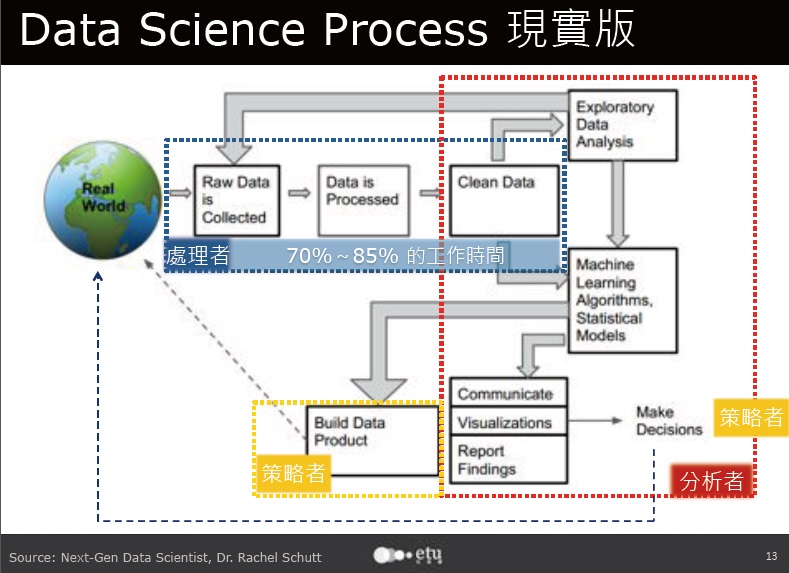 Data Science Process 現實版
Real
World
Raw Data
is
Collected
Data is
Processed
Clean Data
Exploratory
Data
Analysis
處理者
70%～85% 的工作時間
Machine
Learning
Algorithms,
Statistical
Models
Build Data
Product
策略者
Communicate
Visualizations
Report
Findings
Make
Decisions
策略者
分析者
Source: Next-Gen Data Scientist, Dr. Rachel Schutt
etu
13